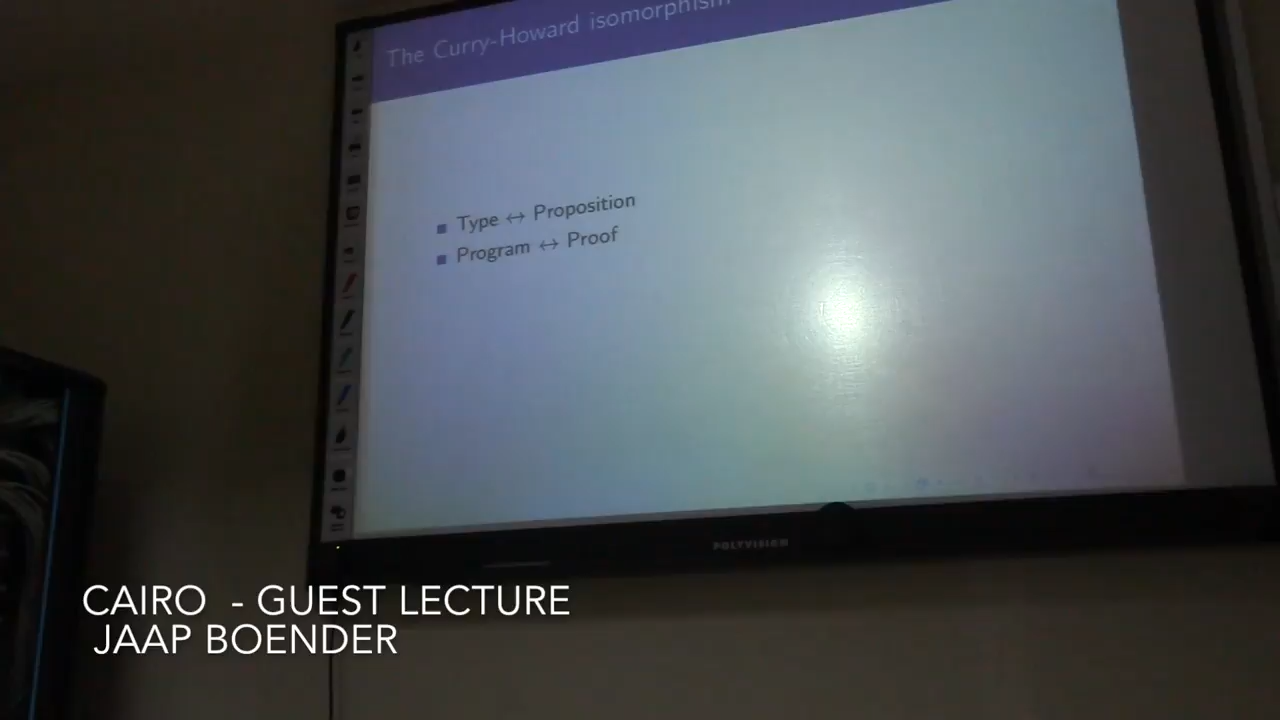 The Curry-Howard isomorphism
Type ↔ Proposition
Program ↔ Proof
POLYVISION
CAIRO - GUEST LECTURE
JAAP BOENDER